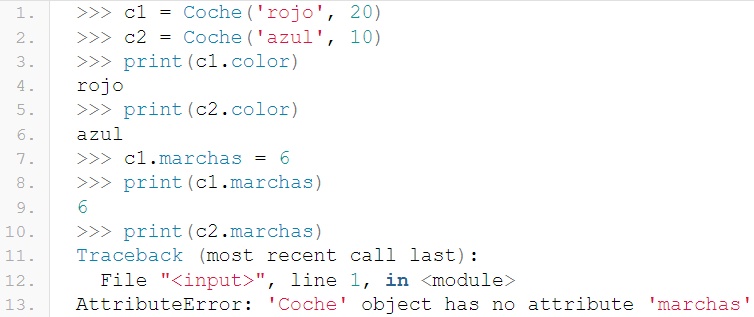 1. >>> c1 = Coche('rojo', 20)
2. >>> c2 = Coche('azul', 10)
3. >>> print(c1.color)
4. rojo
5. >>> print(c2.color)
6. azul
7. >>> c1.marchas = 6
8. >>> print(c1.marchas)
9. 6
10. >>> print(c2.marchas)
11. Traceback (most recent call last):
12.   File "<input>", line 1, in <module>
13. AttributeError: 'Coche' object has no attribute 'marchas'